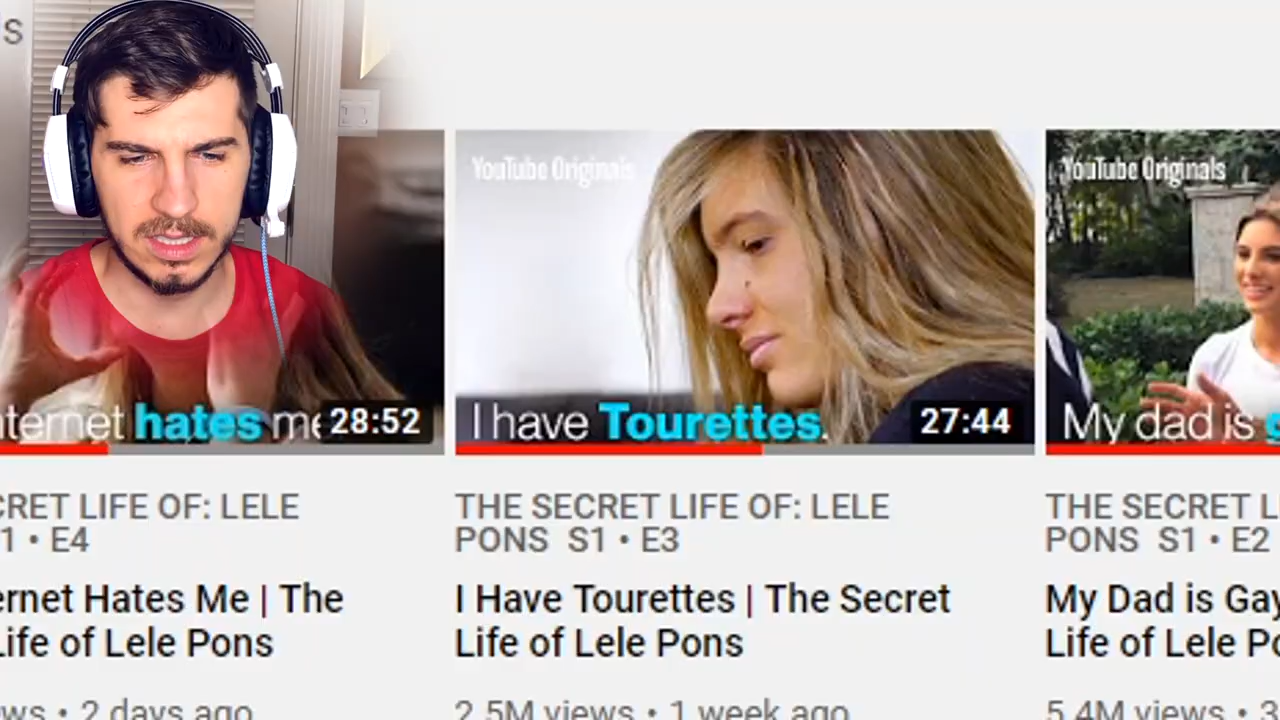 s
YouTube Originals
YouTube Originals
nternet hates me
28:52
I have Tourettes.
27:44
My dad is g
CRET LIFE OF: LELE
1 • E4
THE SECRET LIFE OF: LELE
PONS S1 • E3
THE SECRET L
PONS S1 • E2
ernet Hates Me | The
Life of Lele Pons
I Have Tourettes | The Secret
Life of Lele Pons
My Dad is Gay
Life of Lele Po
ws • 2 days ago
2.5M views • 1 week ago
5.4M views • 3